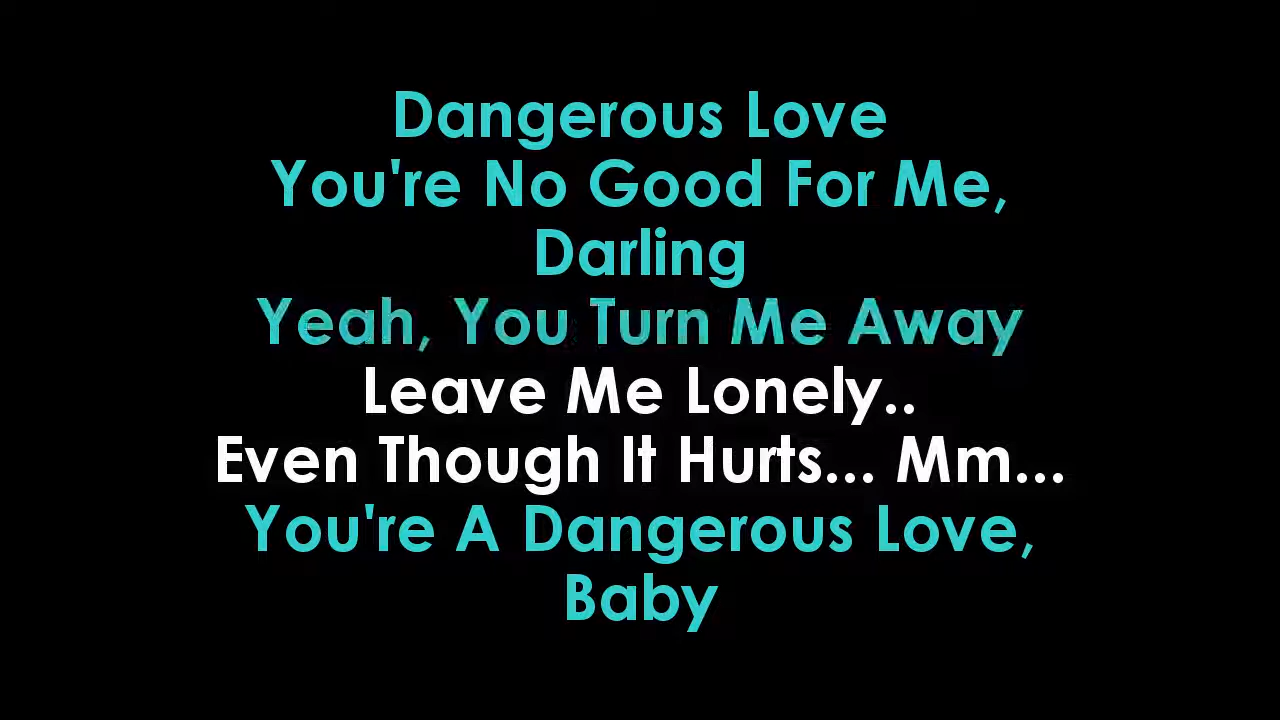 Dangerous Love
You're No Good For Me,
Darling
Yeah, You Turn Me Away
Leave Me Lonely..
Even Though It Hurts... Mm...
You're A Dangerous Love,
Baby